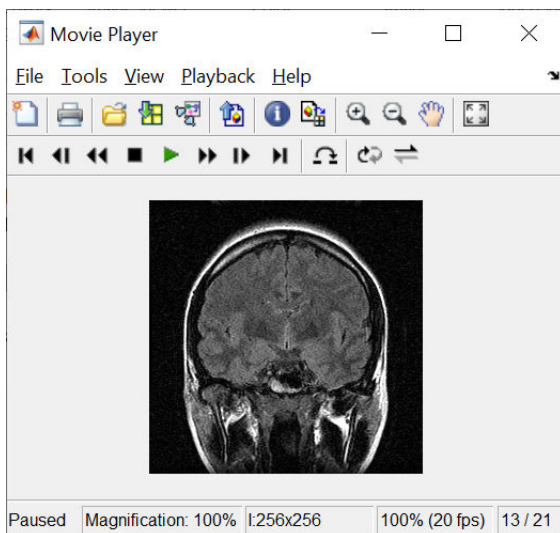 Movie Player
File Tools View Playback Help
Paused Magnification: 100% I:256x256 100% (20 fps) 13 / 21